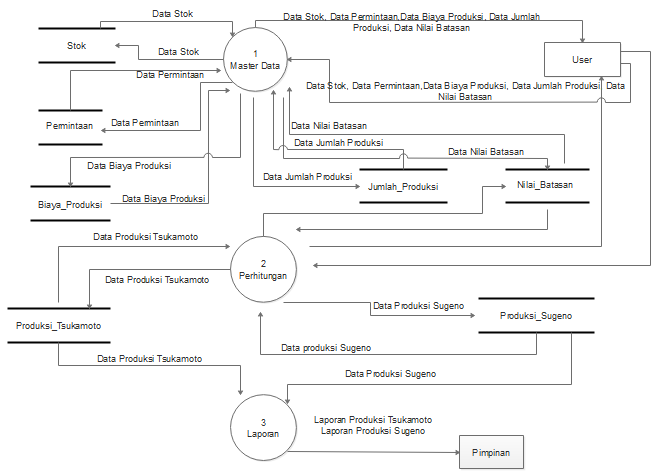 Data Stok
Data Stok, Data Permintaan,Data Biaya Produksi, Data Jumlah
Produksi, Data Nilai Batasan
Stok
Data Stok
1
Master Data
User
Data Permintaan
Data Stok, Data Permintaan,Data Biaya Produksi, Data Jumlah Produksi, Data
Nilai Batasan
Permintaan
Data Permintaan
Data Nilai Batasan
Data Jumlah Produksi
Data Nilai Batasan
Data Biaya Produksi
Data Jumlah Produksi
Jumlah_Produksi
Nilai_Batasan
Biaya_Produksi
Data Biaya Produksi
Data Produksi Tsukamoto
2
Perhitungan
Data Produksi Tsukamoto
Data Produksi Sugeno
Produksi_Sugeno
Produksi_Tsukamoto
Data produksi Sugeno
Data Produksi Tsukamoto
Data Produksi Sugeno
3
Laporan
Laporan Produksi Tsukamoto
Laporan Produksi Sugeno
Pimpinan